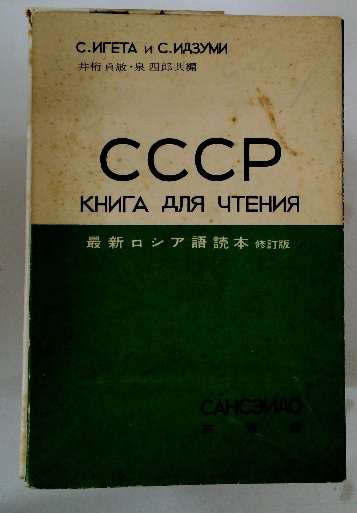 С.ИГЕТА и С.ИДЗУМИ
井桁貞敏・泉四郎共編
СССР
КНИГА ДЛЯ ЧТЕНИЯ
最新ロシア語読本 修訂版
САНСЭЙДО
三省堂